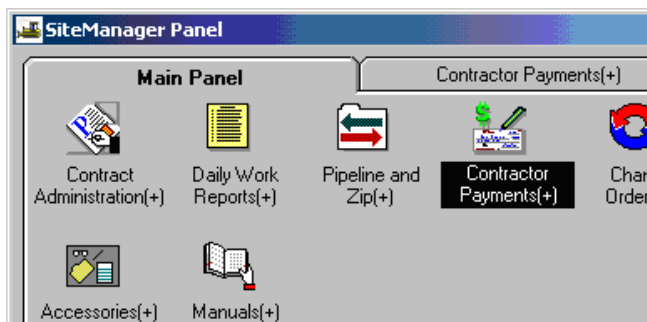 SiteManager Panel
Main Panel
Contractor Payments(+)
Contract
Administration(+)
Daily Work
Reports(+)
Pipeline and
Zip(+)
Contractor
Payments(+)
Accessories(+)
Manuals(+)